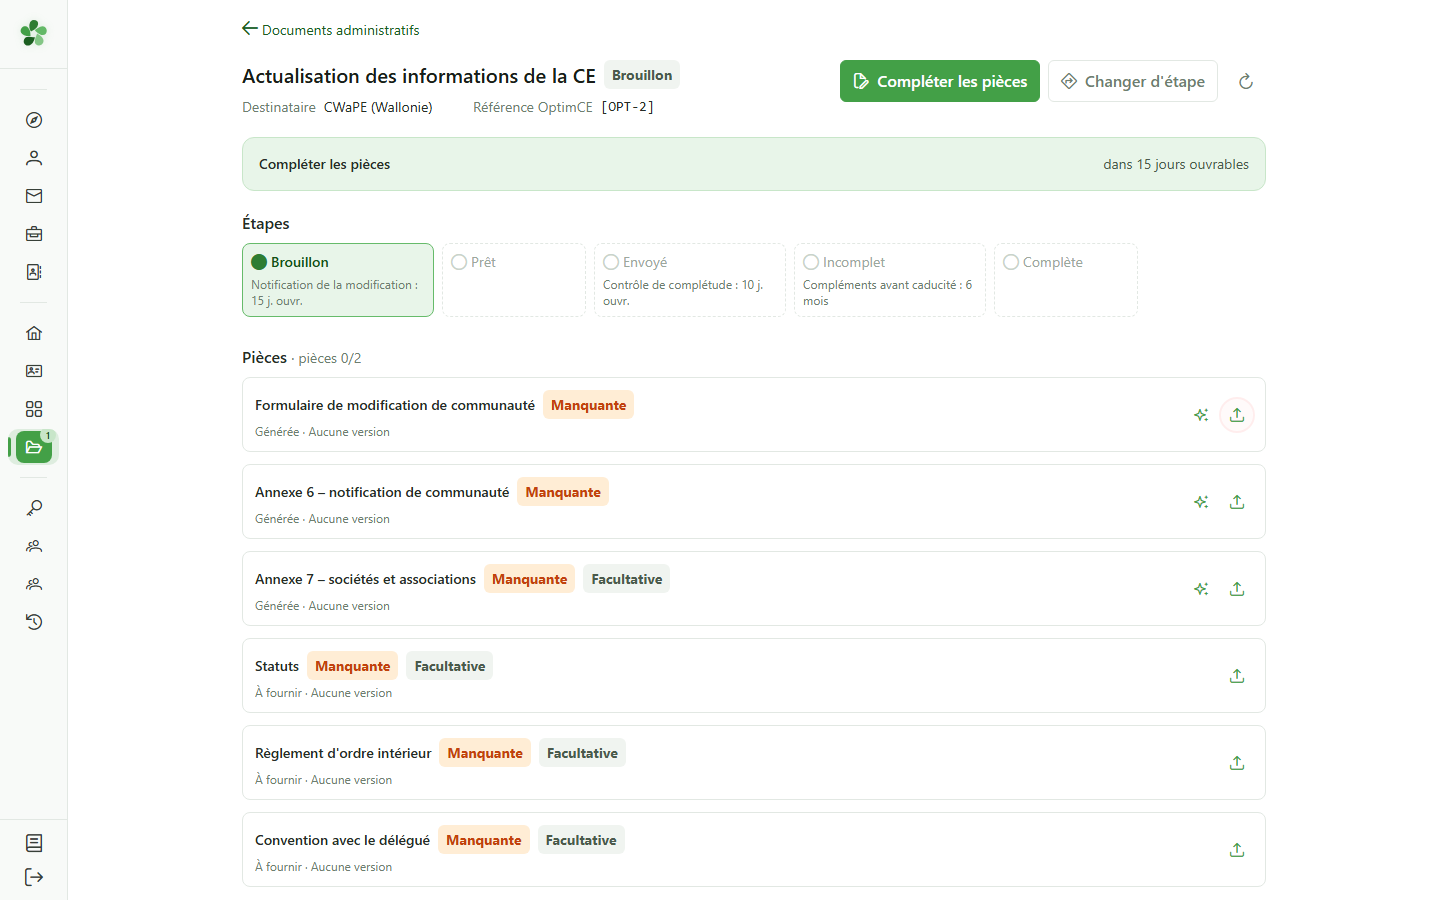 Documents administratifs
Actualisation des informations de la CE Brouillon
Compléter les pièces
Changer d'étape
Destinataire CWaPE (Wallonie) Référence OptimCE [OPT-2]
Compléter les pièces dans 15 jours ouvrables
Étapes
Brouillon
Notification de la modification :
15 j. ouvr.
Prêt
Envoyé
Contrôle de complétude : 10 j.
ouvr.
Incomplet
Compléments avant caducité : 6
mois
Complète
Pièces · pièces 0/2
Formulaire de modification de communauté Manquante
Générée · Aucune version
1
Annexe 6 – notification de communauté Manquante
Générée · Aucune version
Annexe 7 – sociétés et associations Manquante Facultative
Générée · Aucune version
Statuts Manquante Facultative
À fournir · Aucune version
Règlement d'ordre intérieur Manquante Facultative
À fournir · Aucune version
Convention avec le délégué Manquante Facultative
À fournir · Aucune version